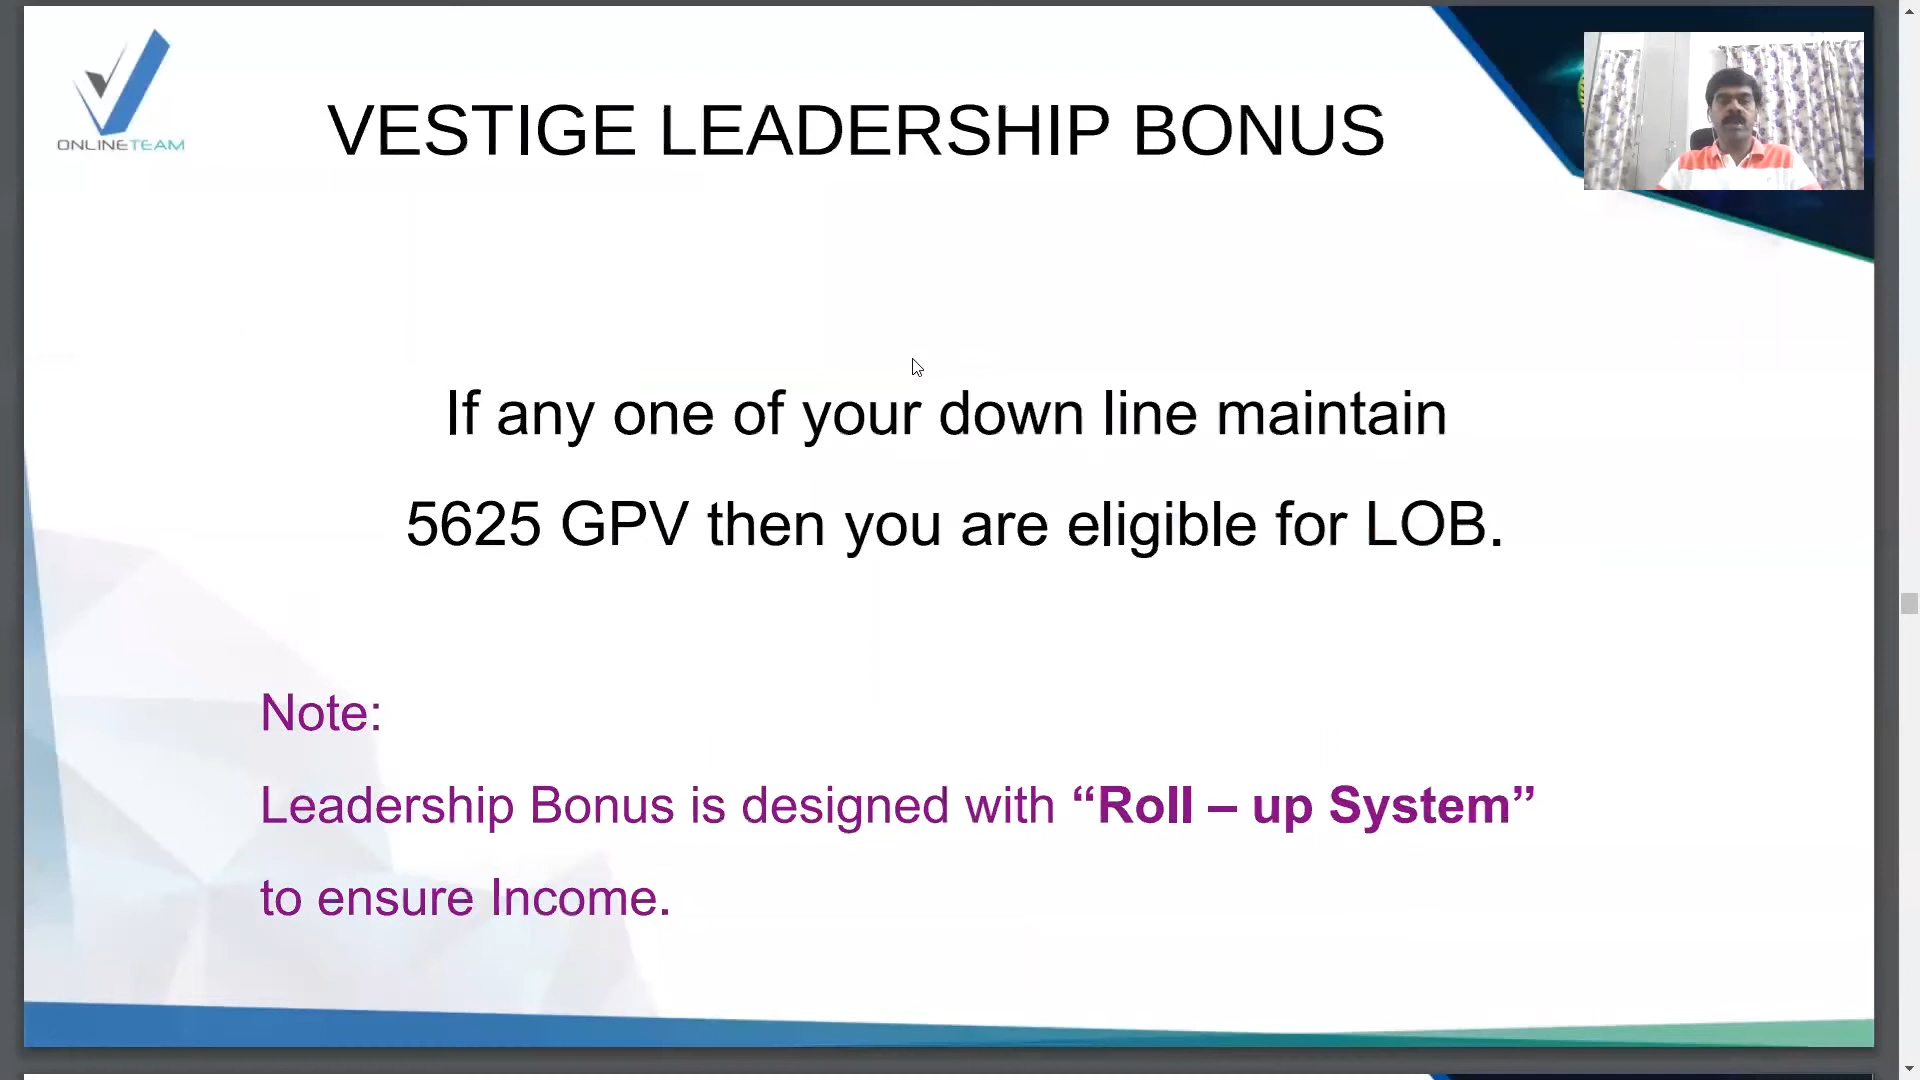 ONLINETEAM
VESTIGE LEADERSHIP BONUS
If any one of your down line maintain
5625 GPV then you are eligible for LOB.
Note:
Leadership Bonus is designed with “Roll – up System”
to ensure Income.